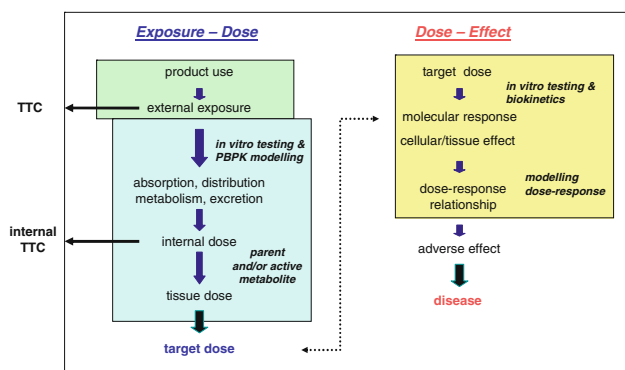 Exposure – Dose
product use
TTC
external exposure
in vitro testing &
PBPK modelling
absorption, distribution
metabolism, excretion
internal
TTC
internal dose
parent
and/or active
metabolite
tissue dose
target dose
Dose – Effect
target dose
in vitro testing &
biokinetics
molecular response
cellular/tissue effect
modelling
dose-response
dose-response
relationship
adverse effect
disease